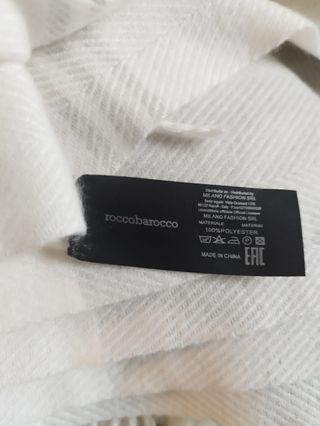 roccobarocco
Distribuito da - Distributed by
MILANO FASHION SRL
MILANO FASHION SRL
MATERIALE MATERIAL
100%POLYESTER
MADE IN CHINA EAC